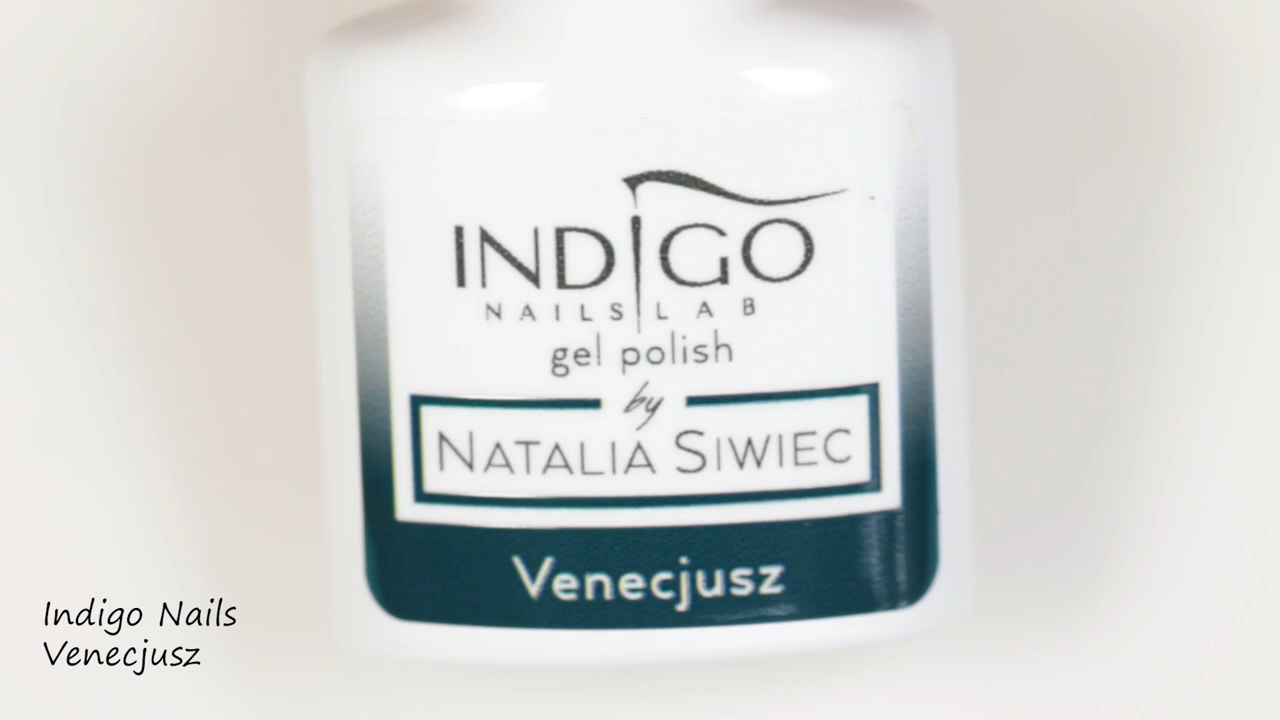 INDIGO
NAILS LAB
gel polish
by
NATALIA SIWIEC
Venecjusz
Indigo Nails
Venecjusz